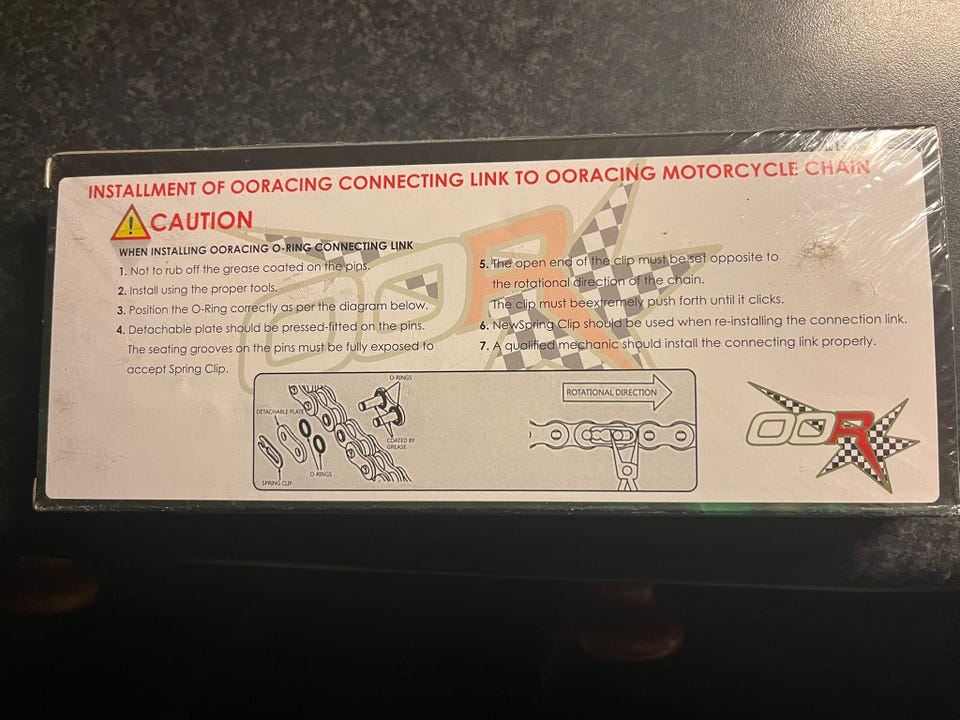 INSTALLMENT OF OORACING CONNECTING LINK TO OORACING MOTORCYCLE CHAIN
CAUTION
WHEN INSTALLING OORACING O-RING CONNECTING LINK
1. Not to rub off the grease coated on the pins.
2. Install using the proper tools.
3. Position the O-Ring correctly as per the diagram below.
4. Detachable plate should be pressed-fitted on the pins.
The seating grooves on the pins must be fully exposed to
accept Spring Clip.
5. The open end of the clip must be set opposite to
the rotational direction of the chain.
The clip must beextremely push forth until it clicks.
6. NewSpring Clip should be used when re-installing the connection link.
7. A qualified mechanic should install the connecting link properly.
O-RINGS
DETACHABLE PLATE
COATED BY
GREASE
O-RINGS
SPRING CLIP
ROTATIONAL DIRECTION
OOR
OOR